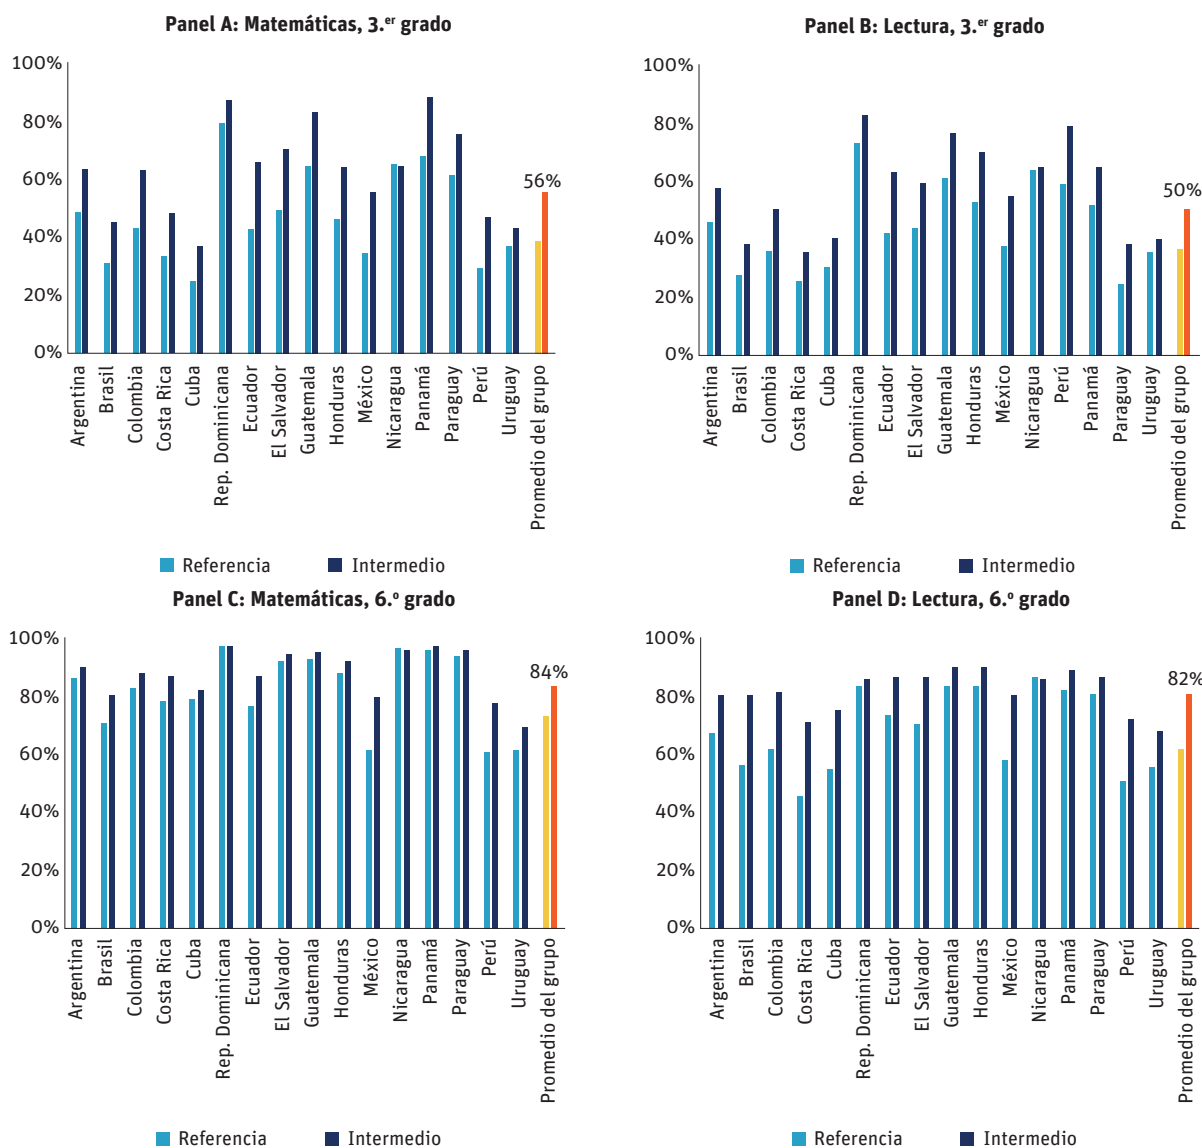 Panel A: Matemáticas, 3.er grado
100%
80%
60%
40%
20%
0%
56%
Argentina
Brasil
Colombia
Costa Rica
Cuba
Rep. Dominicana
Ecuador
El Salvador
Guatemala
Honduras
México
Nicaragua
Panamá
Paraguay
Perú
Uruguay
Promedio del grupo
Referencia Intermedio
Panel B: Lectura, 3.er grado
100%
80%
60%
40%
20%
0%
50%
Argentina
Brasil
Colombia
Costa Rica
Cuba
Rep. Dominicana
Ecuador
El Salvador
Guatemala
Honduras
México
Nicaragua
Perú
Panamá
Paraguay
Uruguay
Promedio del grupo
Referencia Intermedio
Panel C: Matemáticas, 6.º grado
100%
80%
60%
40%
20%
0%
84%
Argentina
Brasil
Colombia
Costa Rica
Cuba
Rep. Dominicana
Ecuador
El Salvador
Guatemala
Honduras
México
Nicaragua
Panamá
Paraguay
Perú
Uruguay
Promedio del grupo
Referencia Intermedio
Panel D: Lectura, 6.º grado
100%
80%
60%
40%
20%
0%
82%
Argentina
Brasil
Colombia
Costa Rica
Cuba
Rep. Dominicana
Ecuador
El Salvador
Guatemala
Honduras
México
Nicaragua
Panamá
Paraguay
Perú
Uruguay
Promedio del grupo
Referencia Intermedio